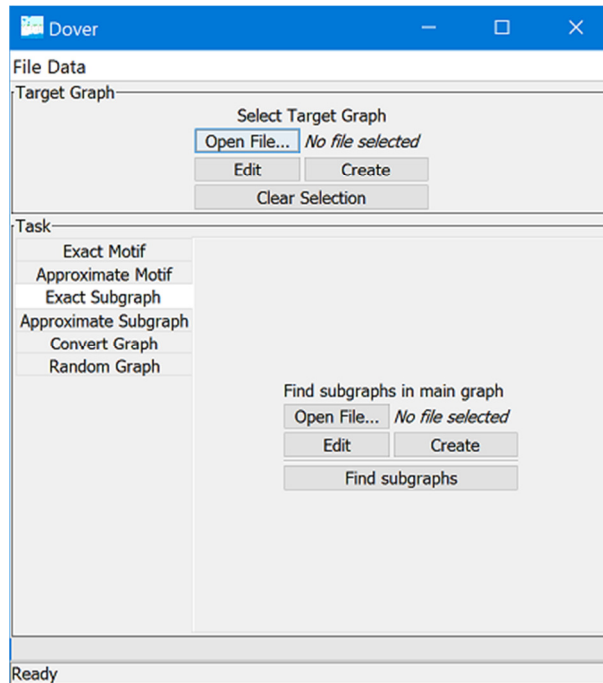 Dover
File Data
Target Graph
Select Target Graph
Open File... No file selected
Edit Create
Clear Selection
Task
Exact Motif
Approximate Motif
Exact Subgraph
Approximate Subgraph
Convert Graph
Random Graph
Find subgraphs in main graph
Open File... No file selected
Edit Create
Find subgraphs
Ready